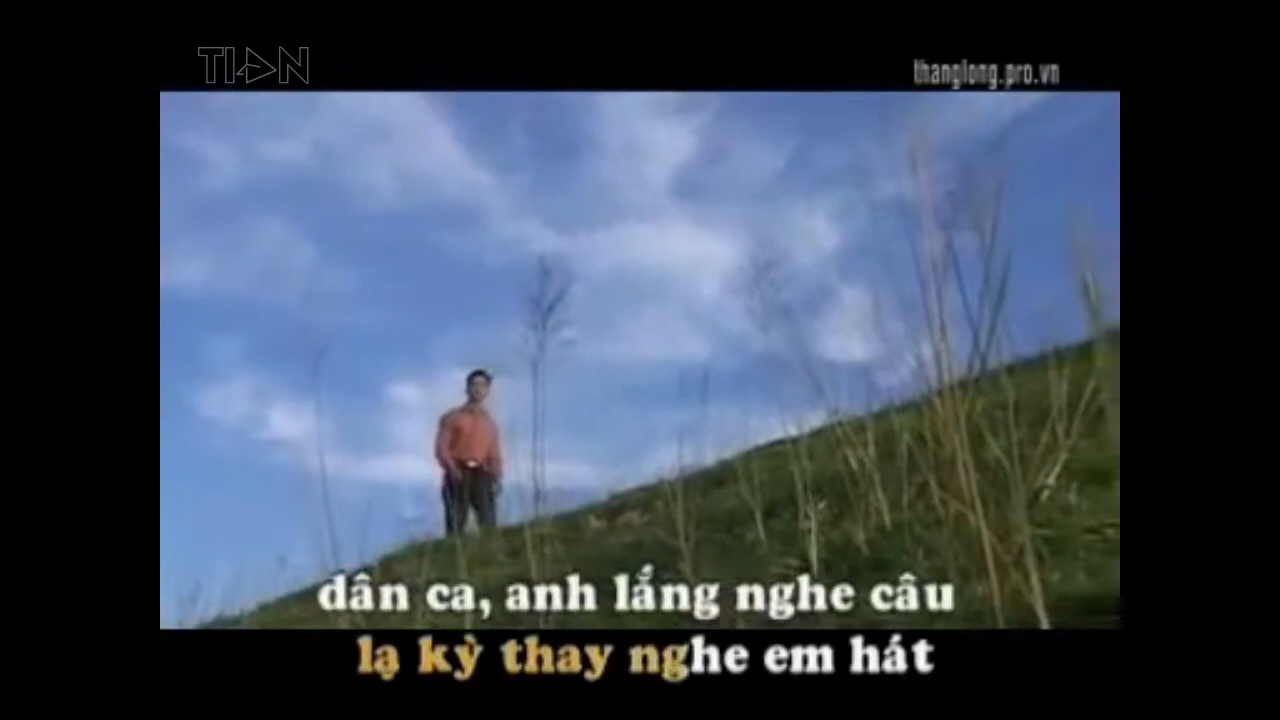 TIAN
thanglong.pro.vn
dân ca, anh lắng nghe câu
lạ kỳ thay nghe em hát